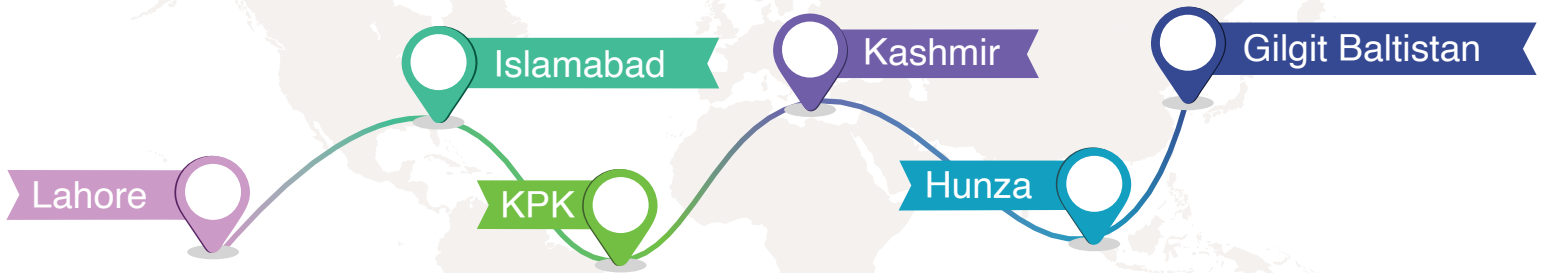 Lahore
Islamabad
KPK
Kashmir
Hunza
Gilgit Baltistan